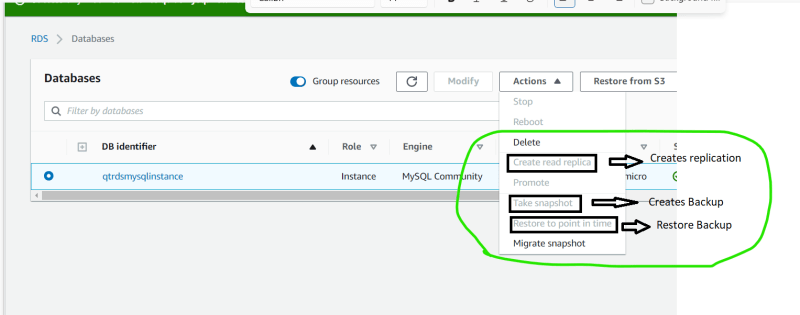 RDS > Databases
Databases
Group resources
Modify
Actions
Restore from S3
Filter by databases
Stop
Reboot
Delete
Create read replica
Creates replication
DB identifier
Role
Engine
qtrdsmysqlinstance
Instance
MySQL Community
micro
Promote
Take snapshot
Creates Backup
Restore to point in time
Restore Backup
Migrate snapshot